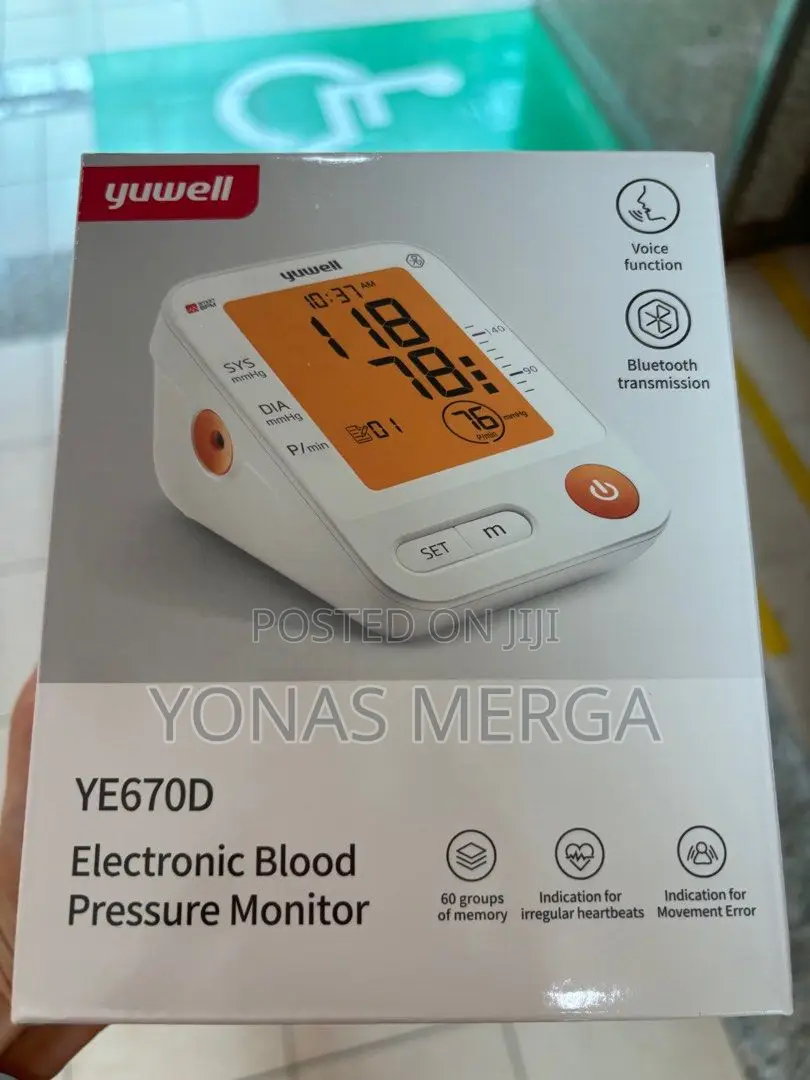 yuwell
Voice
function
Bluetooth
transmission
yuwell
10:37 AM
118
78
76
P/min
01
SYS
mmHg
DIA
mmHg
P/min
140
90
mmHg
SET
m
POSTED ON JIJI
YONAS MERGA
YE670D
Electronic Blood
Pressure Monitor
60 groups
of memory
Indication for
irregular heartbeats
Indication for
Movement Error